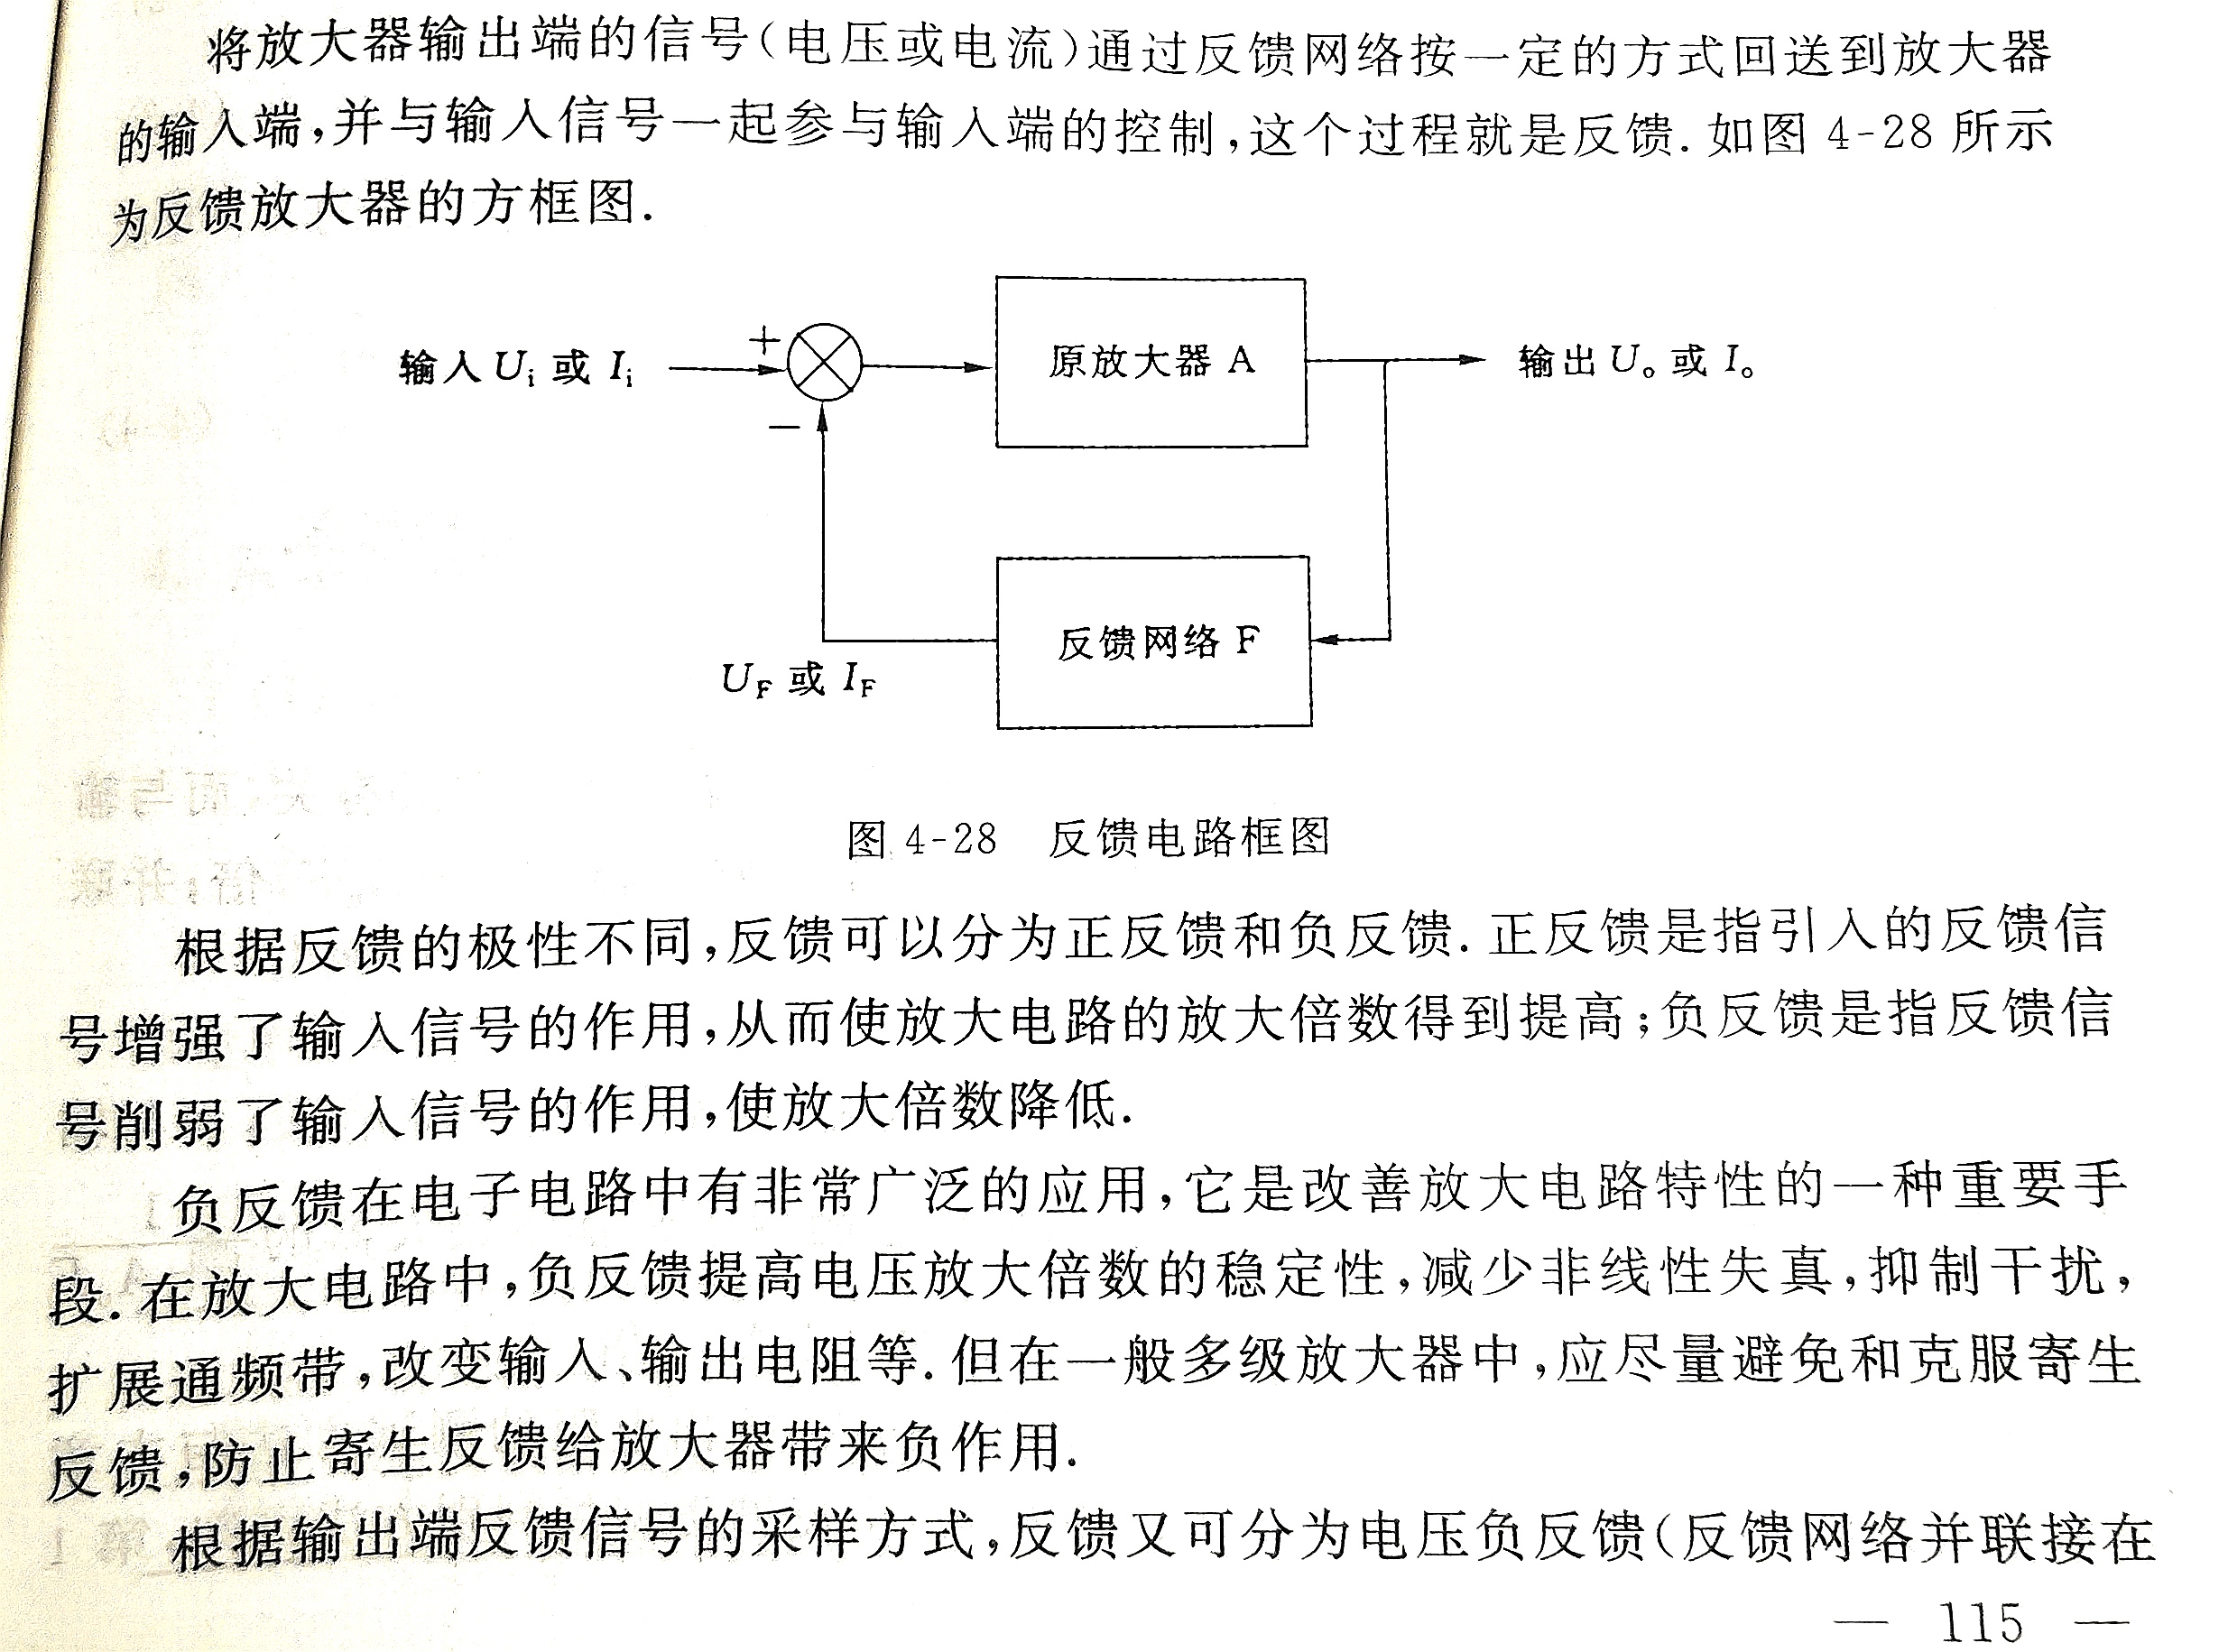 将放大器输出端的信号(电压或电流)通过反馈网络按一定的方式回送到放大器
的输入端,并与输入信号一起参与输入端的控制,这个过程就是反馈.如图 4-28 所示
为反馈放大器的方框图.
输入 Uᵢ 或 Iᵢ
+
−
原放大器 A
输出 Uₒ 或 Iₒ
反馈网络 F
U_F 或 I_F
图 4-28 反馈电路框图
根据反馈的极性不同,反馈可以分为正反馈和负反馈.正反馈是指引入的反馈信
号增强了输入信号的作用,从而使放大电路的放大倍数得到提高;负反馈是指反馈信
号削弱了输入信号的作用,使放大倍数降低.
负反馈在电子电路中有非常广泛的应用,它是改善放大电路特性的一种重要手
段.在放大电路中,负反馈提高电压放大倍数的稳定性,减少非线性失真,抑制干扰,
扩展通频带,改变输入、输出电阻等.但在一般多级放大器中,应尽量避免和克服寄生
反馈,防止寄生反馈给放大器带来负作用.
根据输出端反馈信号的采样方式,反馈又可分为电压负反馈(反馈网络并联接在
— 115 —